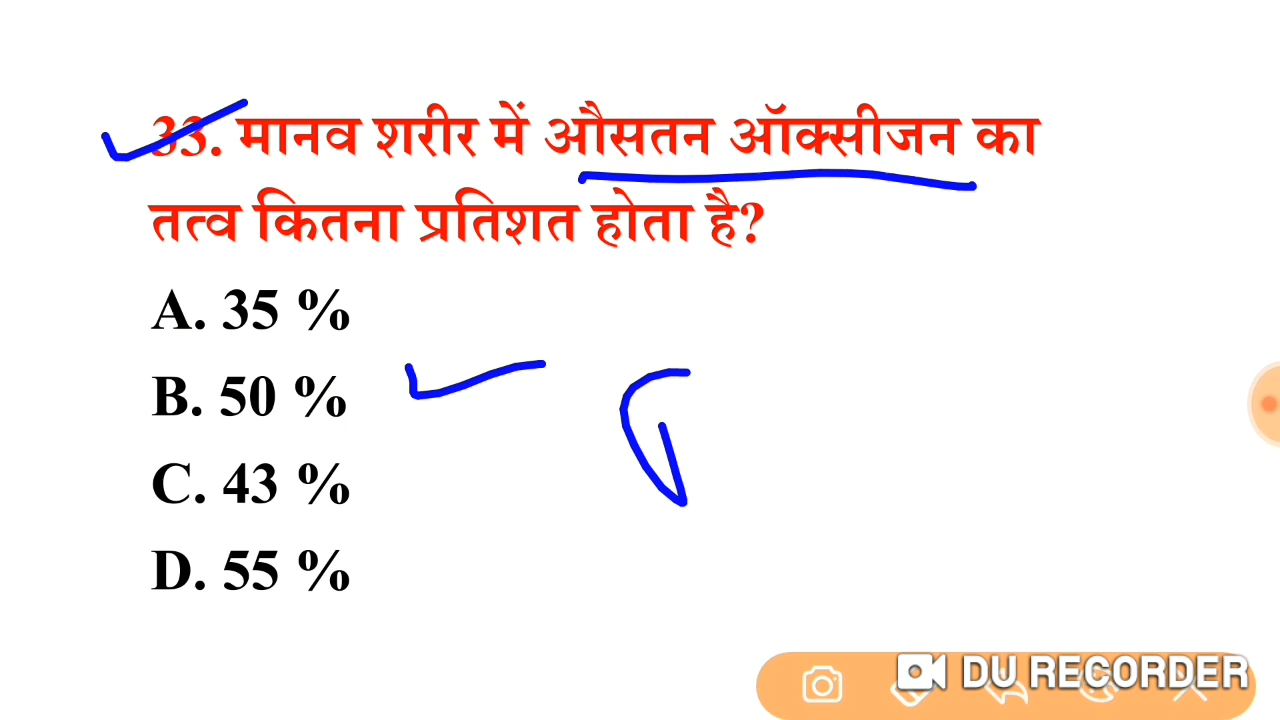 33. मानव शरीर में औसतन ऑक्सीजन का
तत्व कितना प्रतिशत होता है?
A. 35 %
B. 50 %
C. 43 %
D. 55 %
DU RECORDER